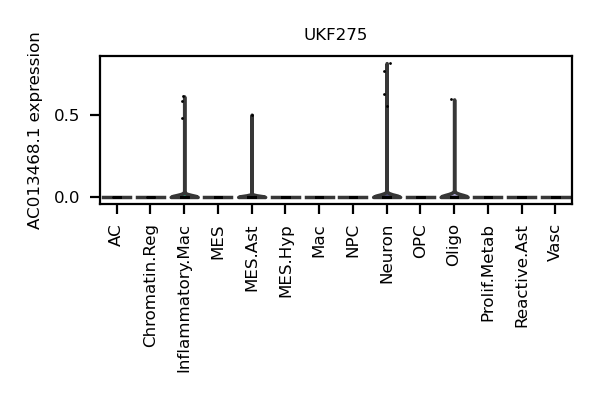 UKF275
AC013468.1 expression
0.5
0.0
AC
Chromatin.Reg
Inflammatory.Mac
MES
MES.Ast
MES.Hyp
Mac
NPC
Neuron
OPC
Oligo
Prolif.Metab
Reactive.Ast
Vasc